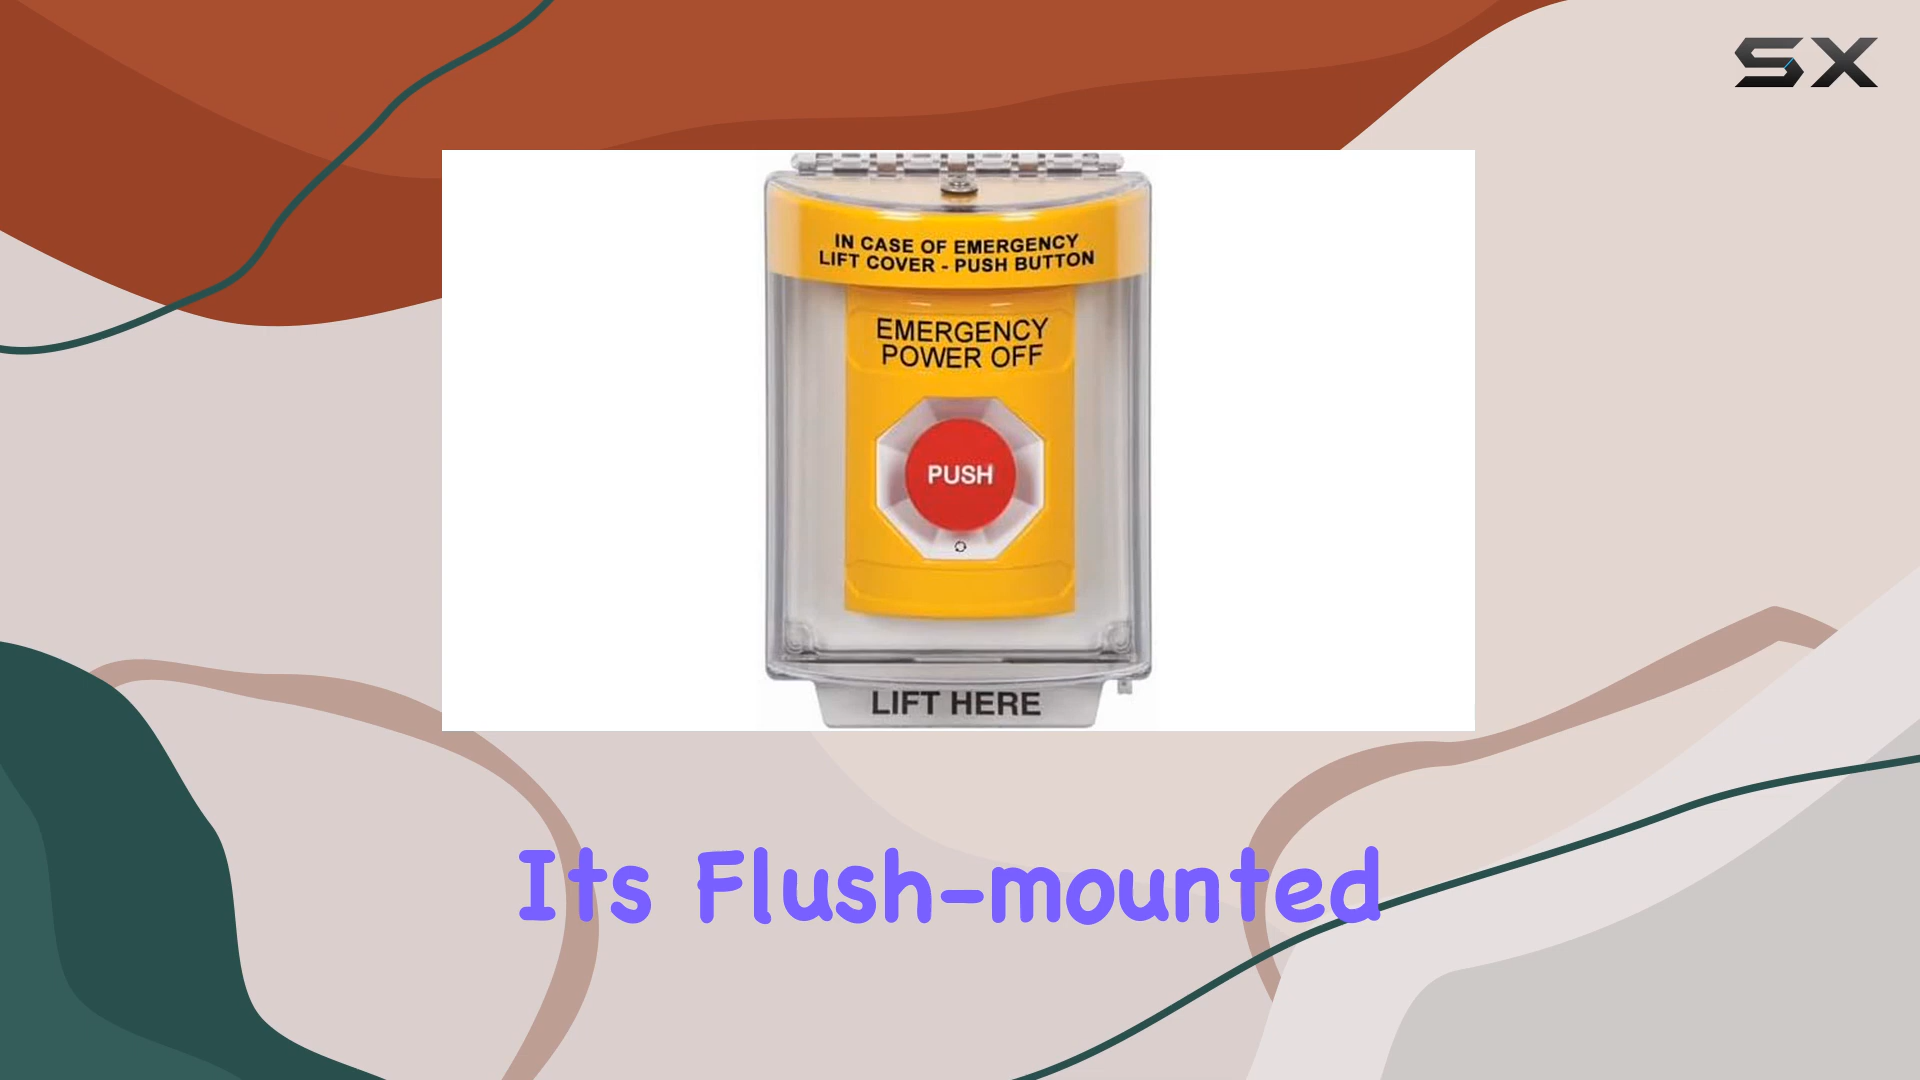 SX
IN CASE OF EMERGENCY
LIFT COVER - PUSH BUTTON
EMERGENCY
POWER OFF
PUSH
LIFT HERE
Its Flush-mounted